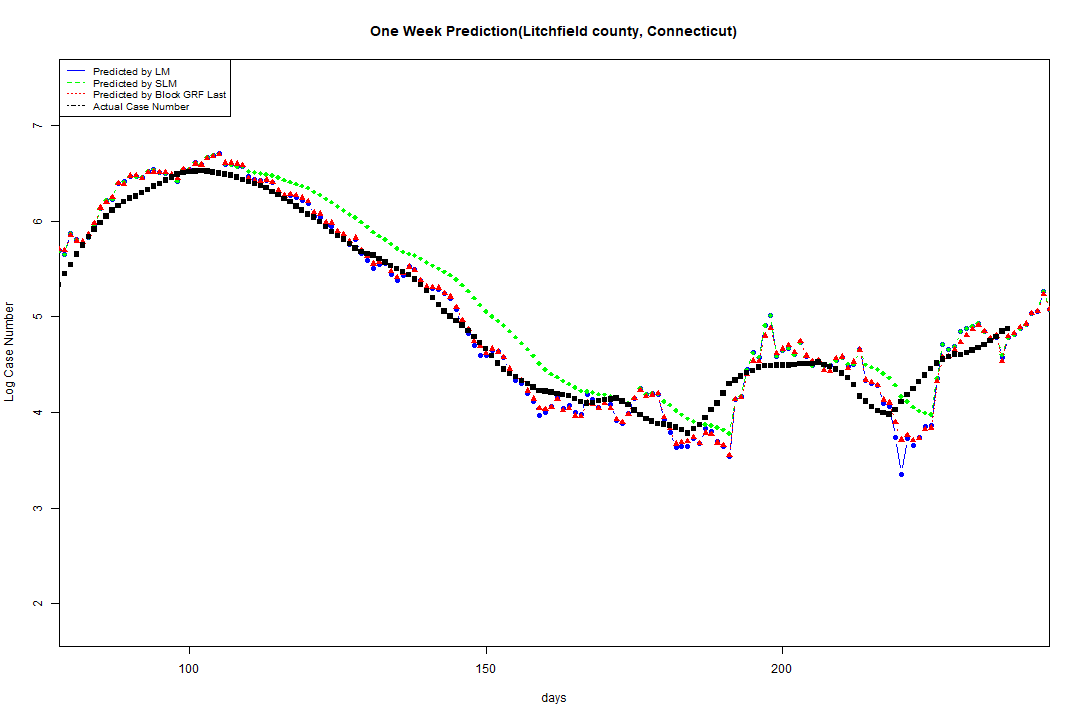 One Week Prediction(Litchfield county, Connecticut)
Predicted by LM
Predicted by SLM
Predicted by Block GRF Last
Actual Case Number
7
6
5
4
3
2
Log Case Number
100 150 200
days